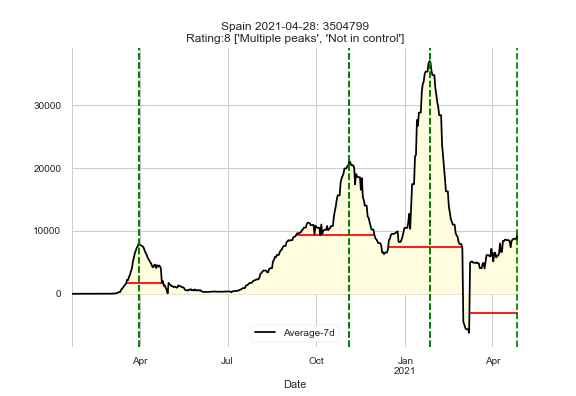 Spain 2021-04-28: 3504799
Rating:8 ['Multiple peaks', 'Not in control']
30000
20000
10000
0
Average-7d
Apr
Jul
Oct
Jan
2021
Apr
Date